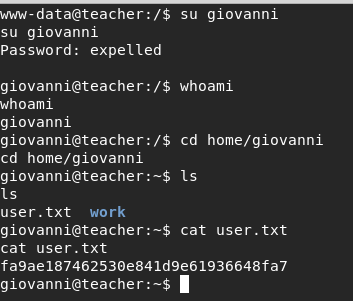 www-data@teacher:/$ su giovanni
su giovanni
Password: expelled
giovanni@teacher:/$ whoami
whoami
giovanni
giovanni@teacher:/$ cd home/giovanni
cd home/giovanni
giovanni@teacher:~$ ls
ls
user.txt  work
giovanni@teacher:~$ cat user.txt
cat user.txt
fa9ae187462530e841d9e61936648fa7
giovanni@teacher:~$